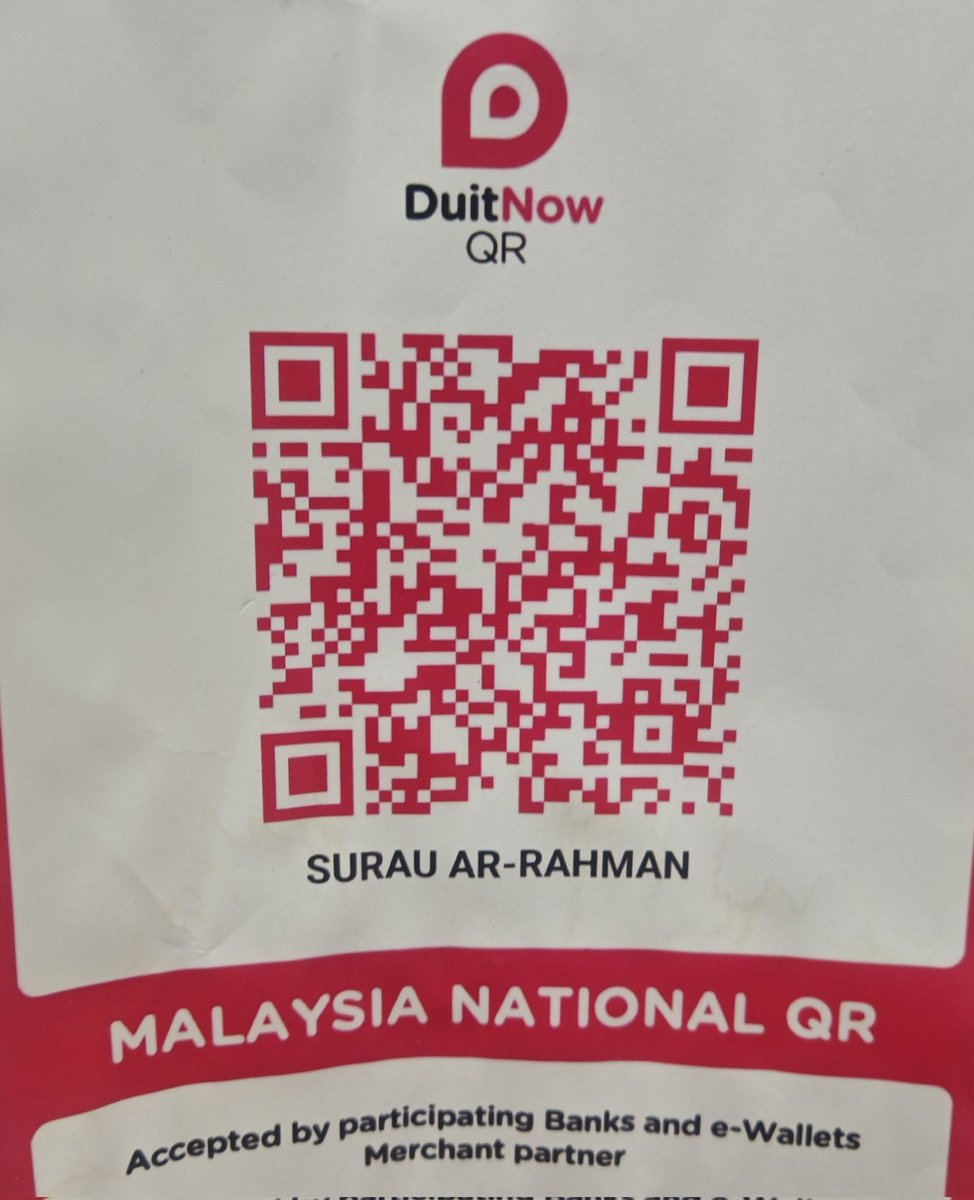 DuitNow
QR
SURAU AR-RAHMAN
MALAYSIA NATIONAL QR
Accepted by participating Banks and e-Wallets
Merchant partner